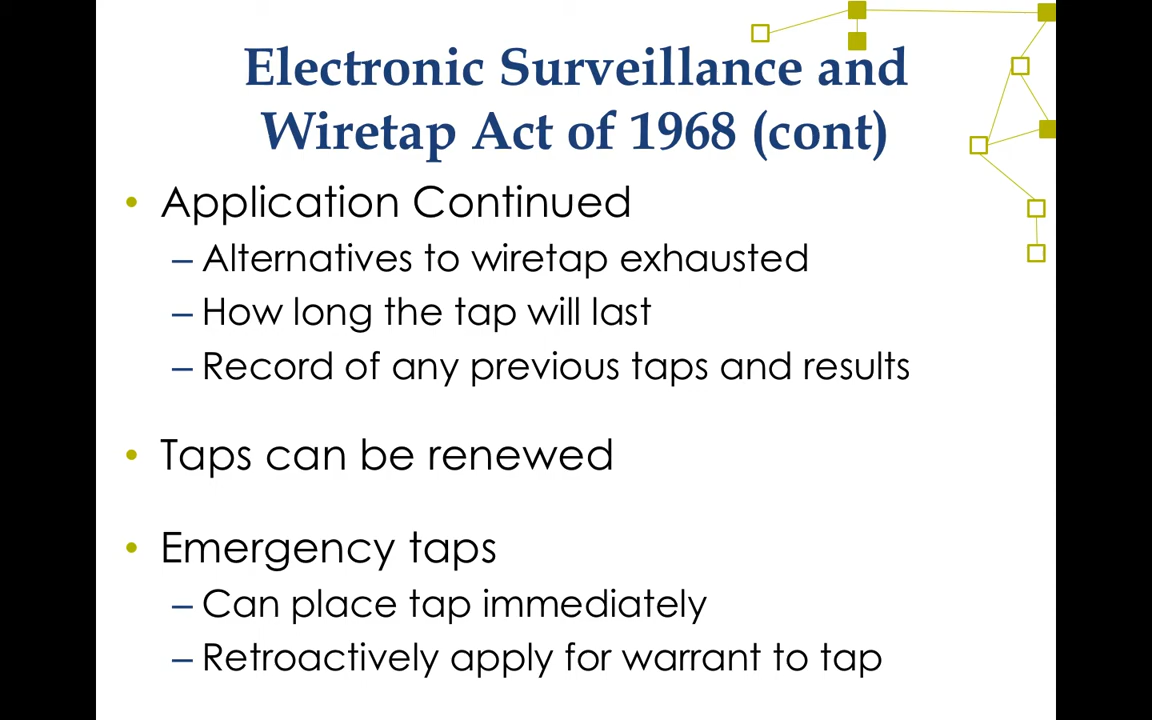 Electronic Surveillance and
Wiretap Act of 1968 (cont)
• Application Continued
– Alternatives to wiretap exhausted
– How long the tap will last
– Record of any previous taps and results
• Taps can be renewed
• Emergency taps
– Can place tap immediately
– Retroactively apply for warrant to tap